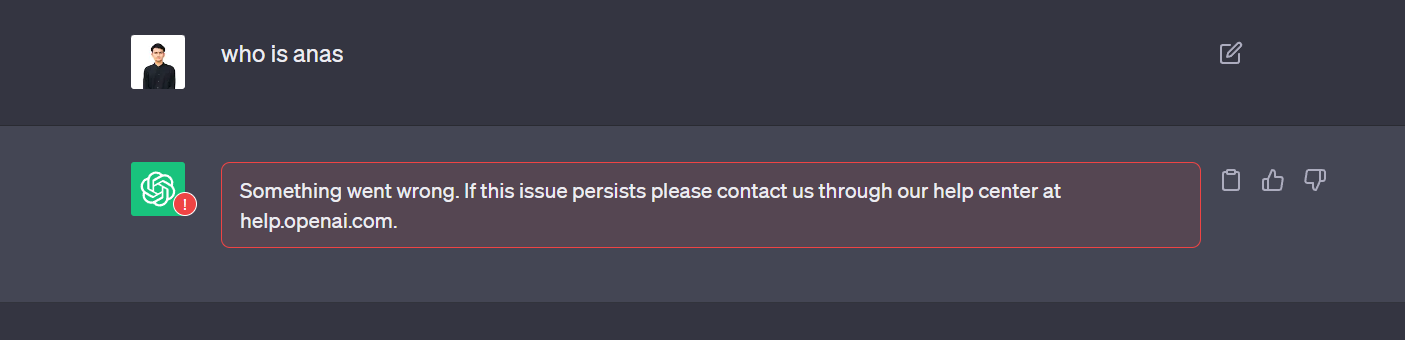 who is anas
Something went wrong. If this issue persists please contact us through our help center at
help.openai.com.